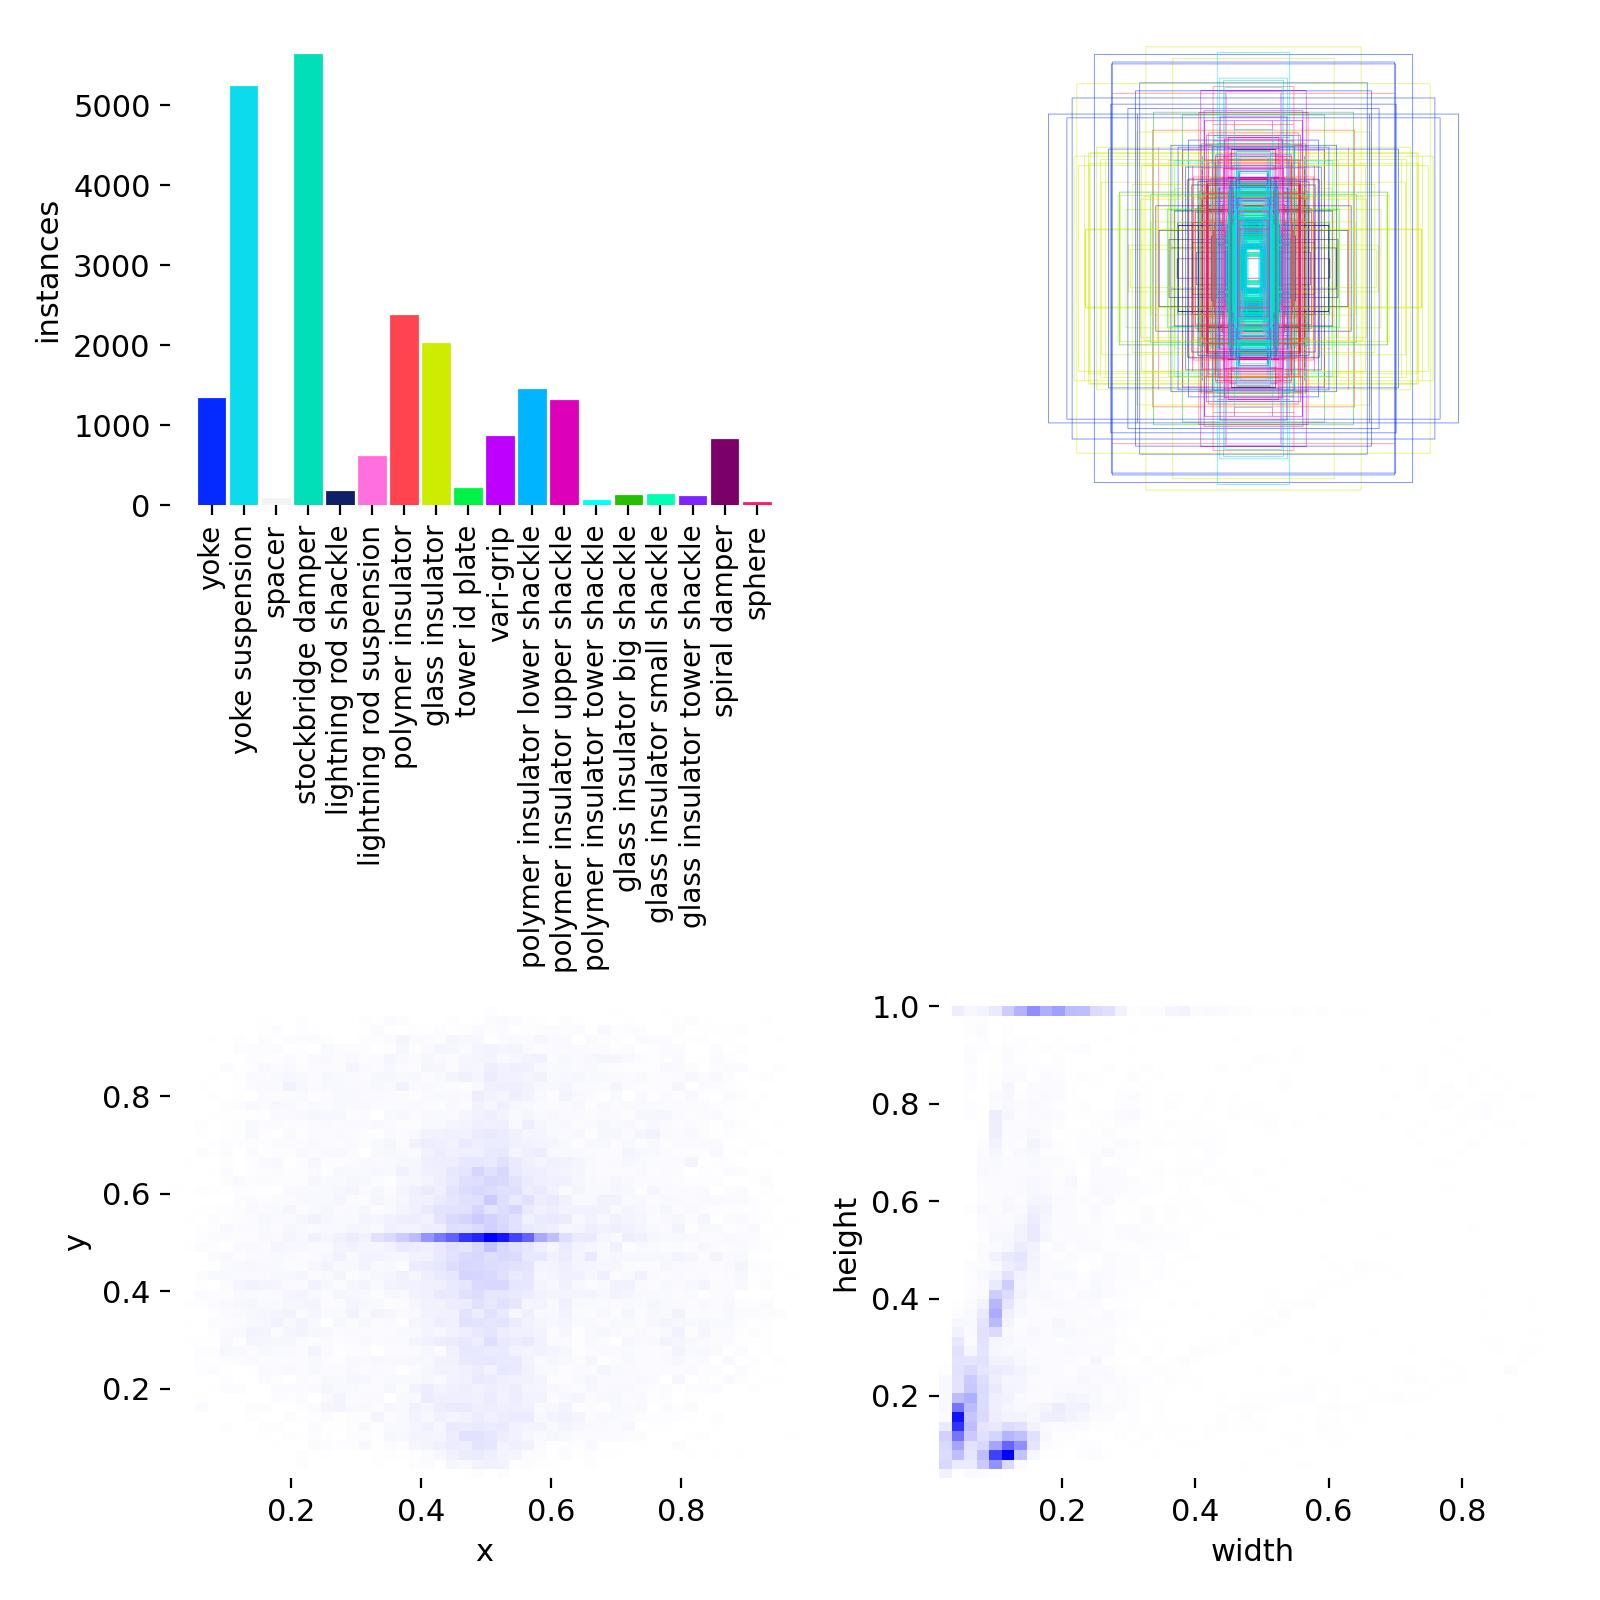 instances
5000
4000
3000
2000
1000
0
yoke
yoke suspension
spacer
stockbridge damper
lightning rod shackle
lightning rod suspension
polymer insulator
glass insulator
tower id plate
vari-grip
polymer insulator lower shackle
polymer insulator upper shackle
polymer insulator tower shackle
glass insulator big shackle
glass insulator small shackle
glass insulator tower shackle
spiral damper
sphere
y
0.8
0.6
0.4
0.2
0.2 0.4 0.6 0.8
x
height
1.0
0.8
0.6
0.4
0.2
0.2 0.4 0.6 0.8
width